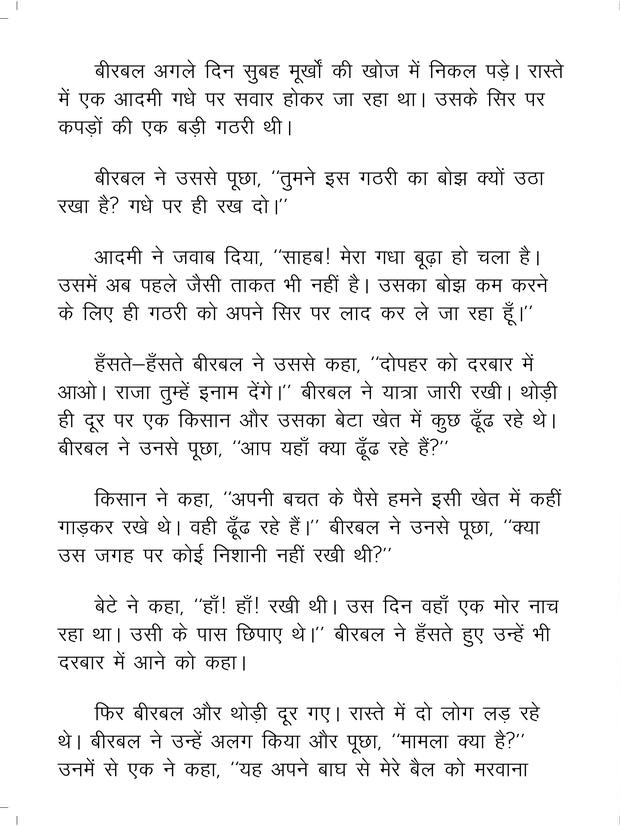 बीरबल अगले दिन सुबह मूर्खों की खोज में निकल पड़े। रास्ते
में एक आदमी गधे पर सवार होकर जा रहा था। उसके सिर पर
कपड़ों की एक बड़ी गठरी थी।
बीरबल ने उससे पूछा, ‘‘तुमने इस गठरी का बोझ क्यों उठा
रखा है? गधे पर ही रख दो।’’
आदमी ने जवाब दिया, ‘‘साहब! मेरा गधा बूढ़ा हो चला है।
उसमें अब पहले जैसी ताकत भी नहीं है। उसका बोझ कम करने
के लिए ही गठरी को अपने सिर पर लाद कर ले जा रहा हूँ।’’
हँसते–हँसते बीरबल ने उससे कहा, ‘‘दोपहर को दरबार में
आओ। राजा तुम्हें इनाम देंगे।’’ बीरबल ने यात्रा जारी रखी। थोड़ी
ही दूर पर एक किसान और उसका बेटा खेत में कुछ ढूँढ रहे थे।
बीरबल ने उनसे पूछा, ‘‘आप यहाँ क्या ढूँढ रहे हैं?’’
किसान ने कहा, ‘‘अपनी बचत के पैसे हमने इसी खेत में कहीं
गाड़कर रखे थे। वही ढूँढ रहे हैं।’’ बीरबल ने उनसे पूछा, ‘‘क्या
उस जगह पर कोई निशानी नहीं रखी थी?’’
बेटे ने कहा, ‘‘हाँ! हाँ! रखी थी। उस दिन वहाँ एक मोर नाच
रहा था। उसी के पास छिपाए थे।’’ बीरबल ने हँसते हुए उन्हें भी
दरबार में आने को कहा।
फिर बीरबल और थोड़ी दूर गए। रास्ते में दो लोग लड़ रहे
थे। बीरबल ने उन्हें अलग किया और पूछा, ‘‘मामला क्या है?’’
उनमें से एक ने कहा, ‘‘यह अपने बाघ से मेरे बैल को मरवाना